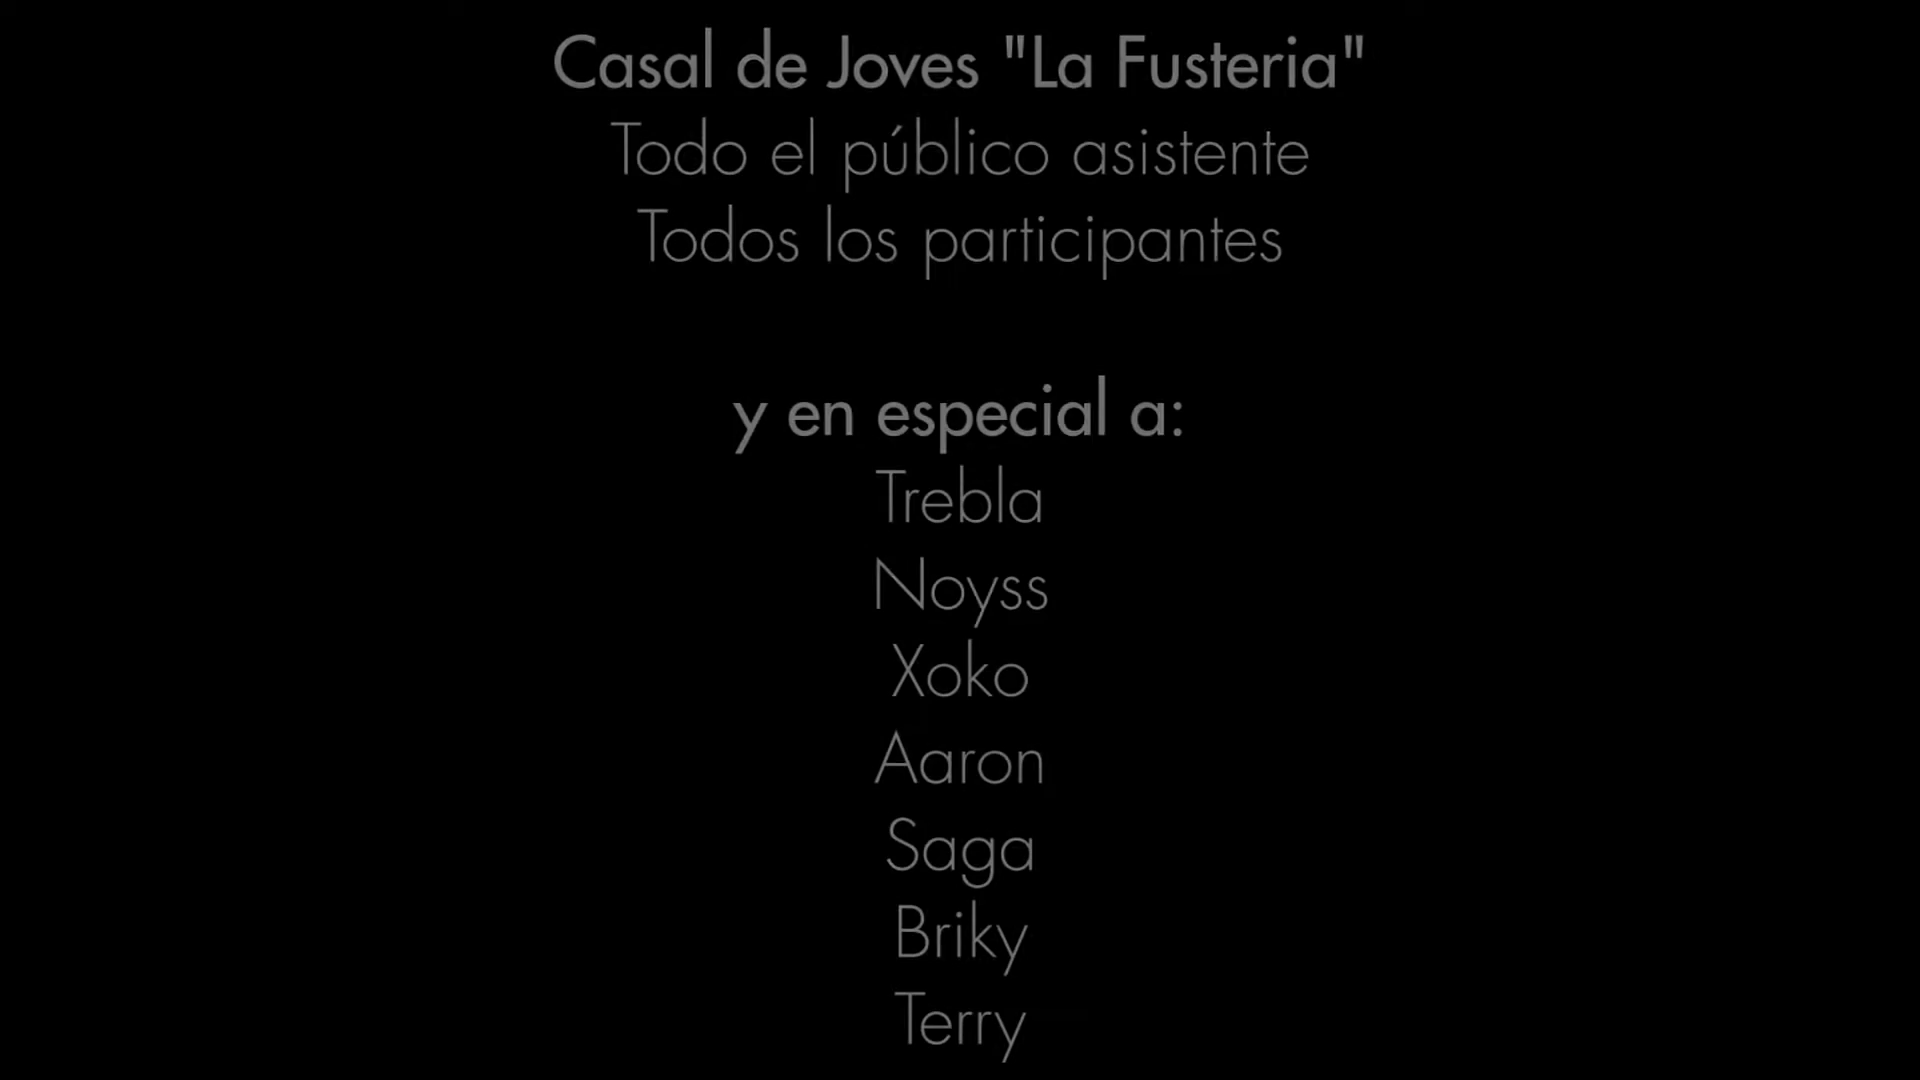 Casal de Joves "La Fusteria"
Todo el público asistente
Todos los participantes
y en especial a:
Trebla
Noyss
Xoko
Aaron
Saga
Briky
Terry